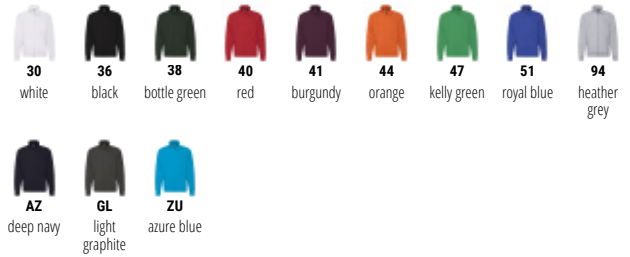 30 36 38 40 41 44 47 51 94
white black bottle green red burgundy orange kelly green royal blue heather
grey
AZ GL ZU
deep navy light azure blue
graphite